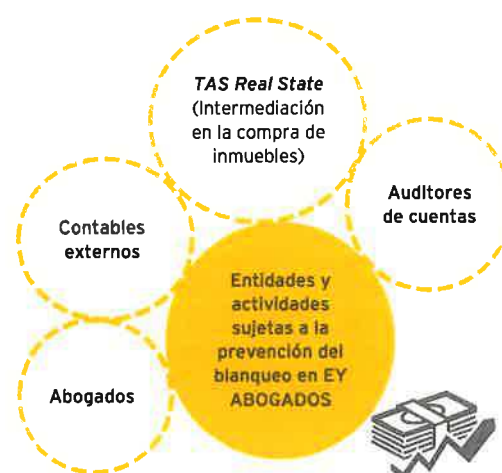 TAS Real State
(Intermediación
en la compra de
inmuebles)
Auditores
de cuentas
Contables
externos
Entidades y
actividades
sujetas a la
prevención del
blanqueo en EY
ABOGADOS
Abogados